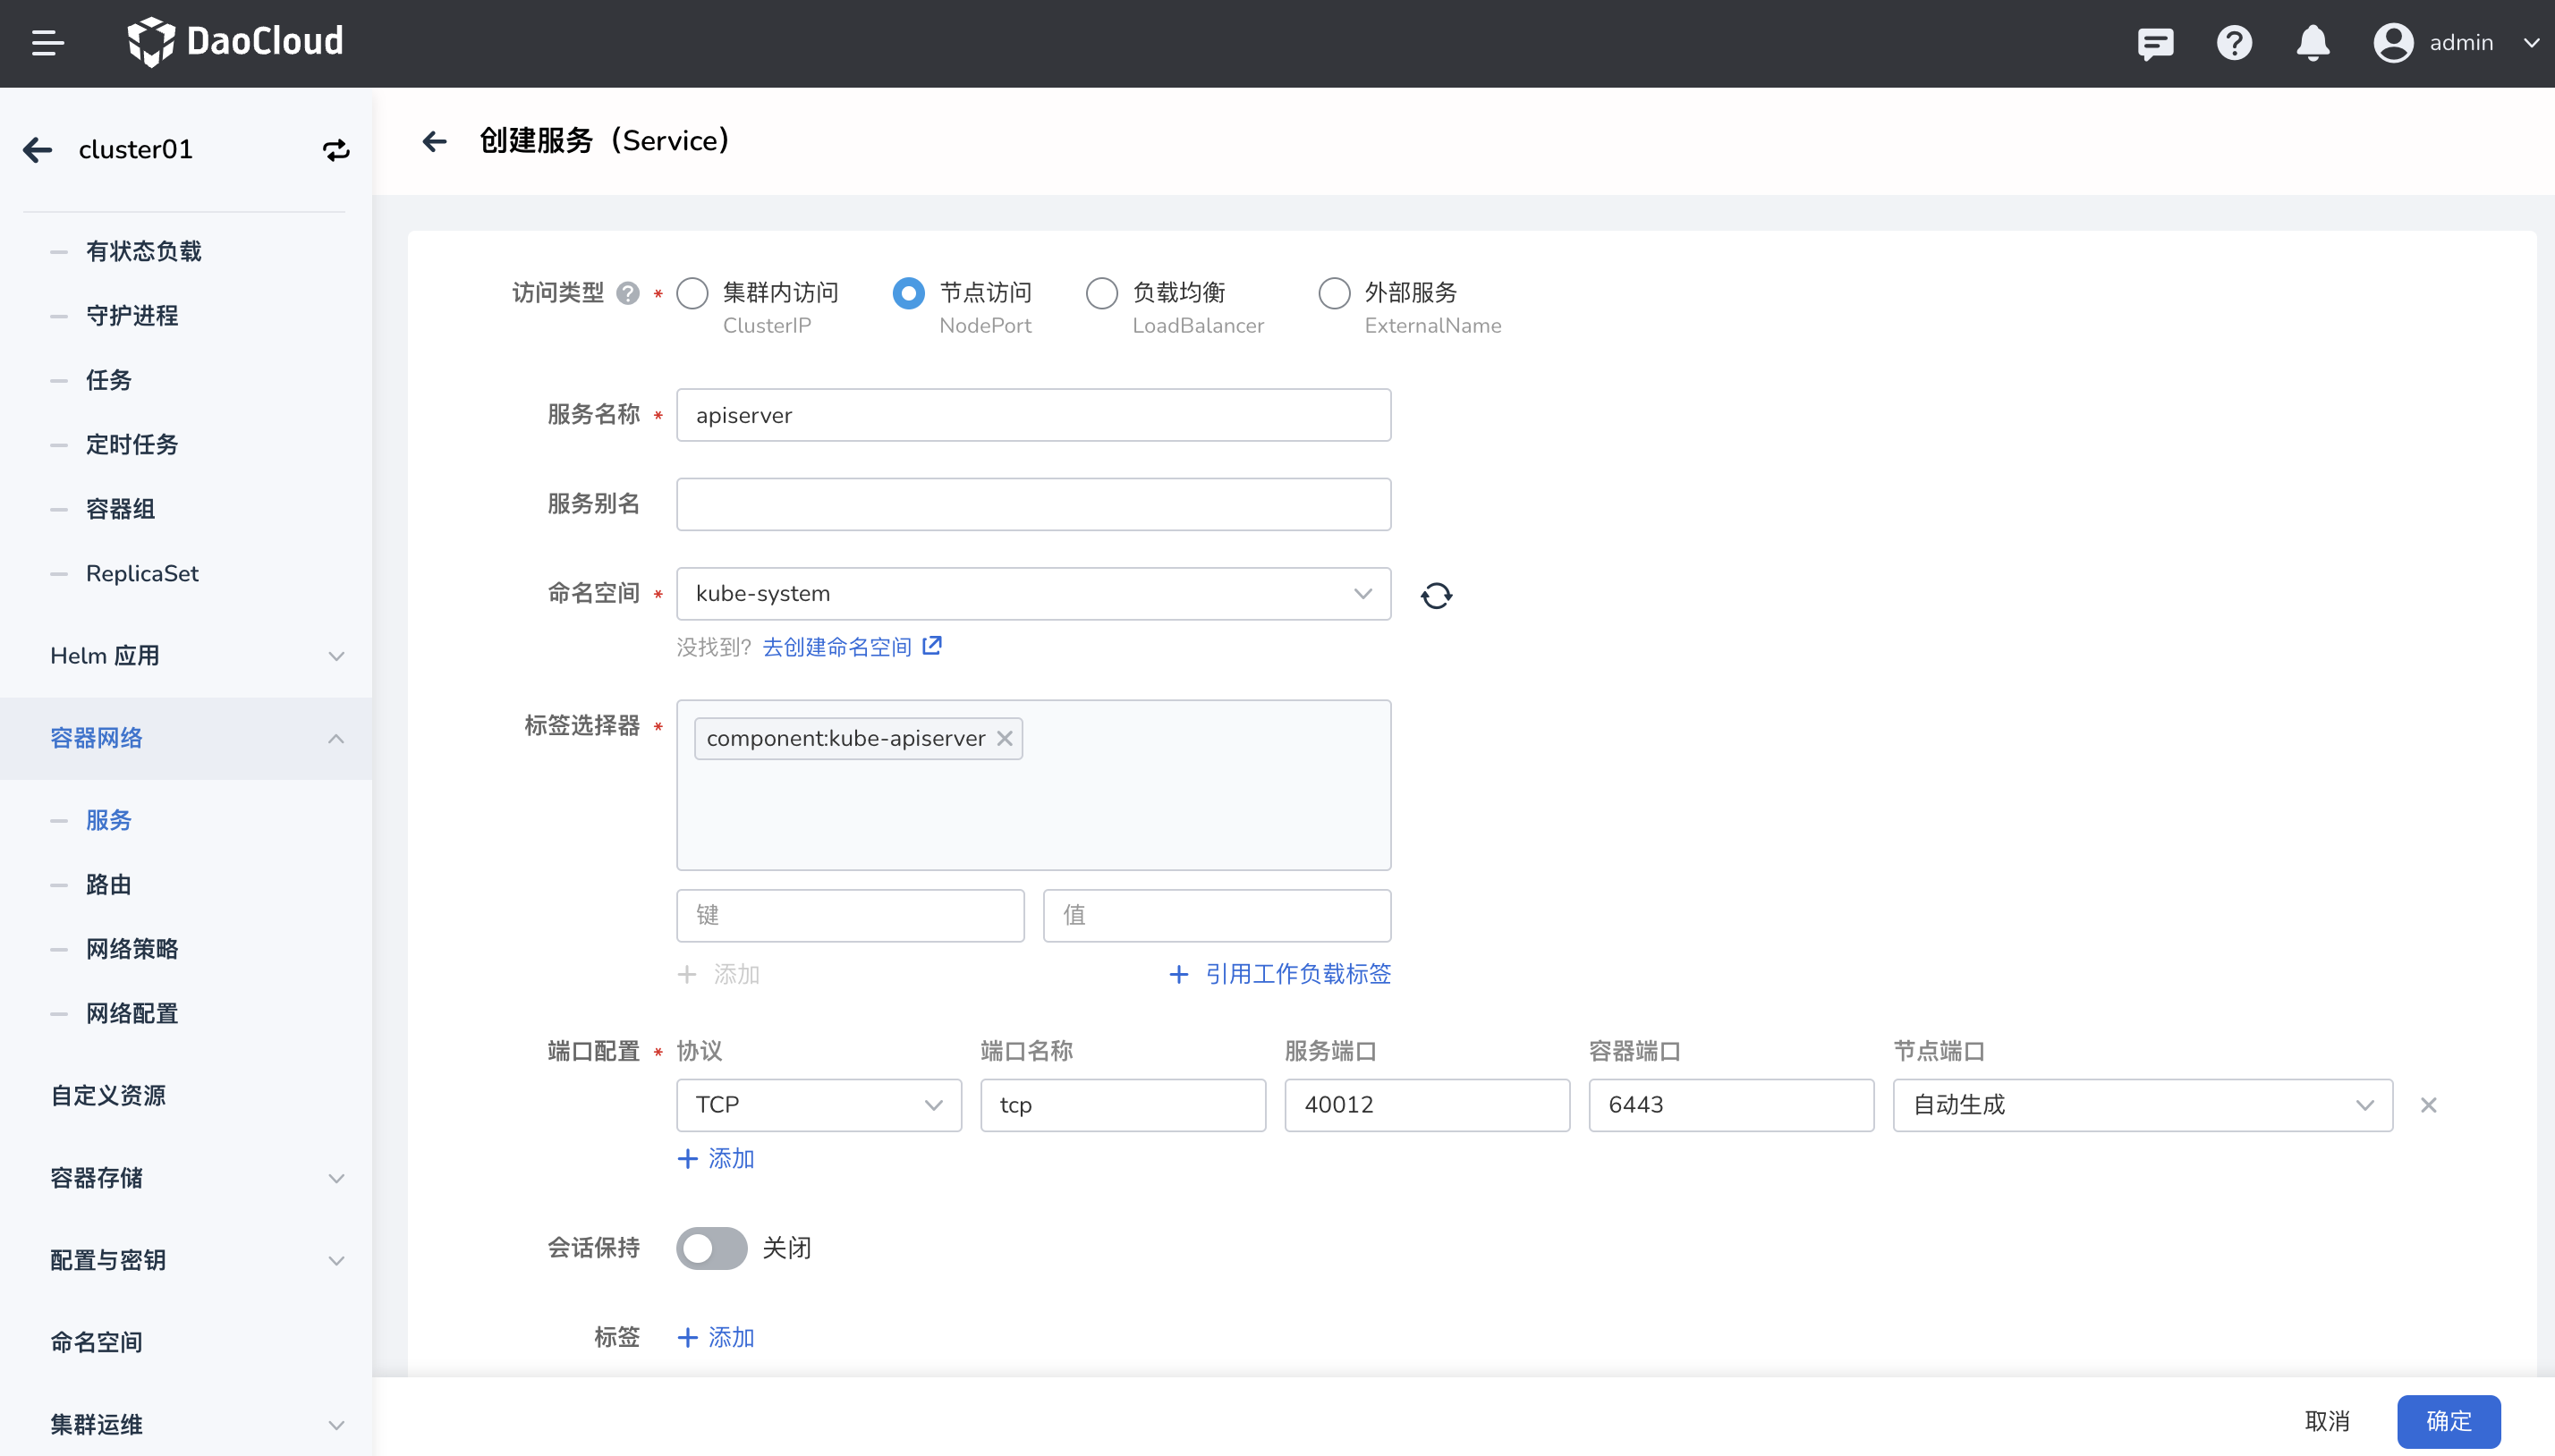 DaoCloud
admin
cluster01
有状态负载
守护进程
任务
定时任务
容器组
ReplicaSet
Helm 应用
容器网络
服务
路由
网络策略
网络配置
自定义资源
容器存储
配置与密钥
命名空间
集群运维
创建服务（Service）
访问类型 ? * 集群内访问 节点访问 负载均衡 外部服务
ClusterIP NodePort LoadBalancer ExternalName
服务名称 * apiserver
服务别名
命名空间 * kube-system
没找到? 去创建命名空间
标签选择器 * component:kube-apiserver
键 值
添加 引用工作负载标签
端口配置 * 协议 端口名称 服务端口 容器端口 节点端口
TCP tcp 40012 6443 自动生成
添加
会话保持 关闭
标签 添加
取消 确定